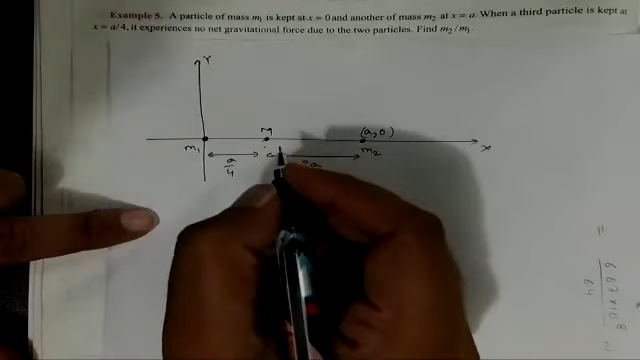 Example 5. A particle of mass m₁ is kept at x = 0 and another of mass m₂ at x = a. When a third particle is kept at
x = a/4, it experiences no net gravitational force due to the two particles. Find m₂/m₁.
Y
M (a,0)
m₁ m₂ X
a/4